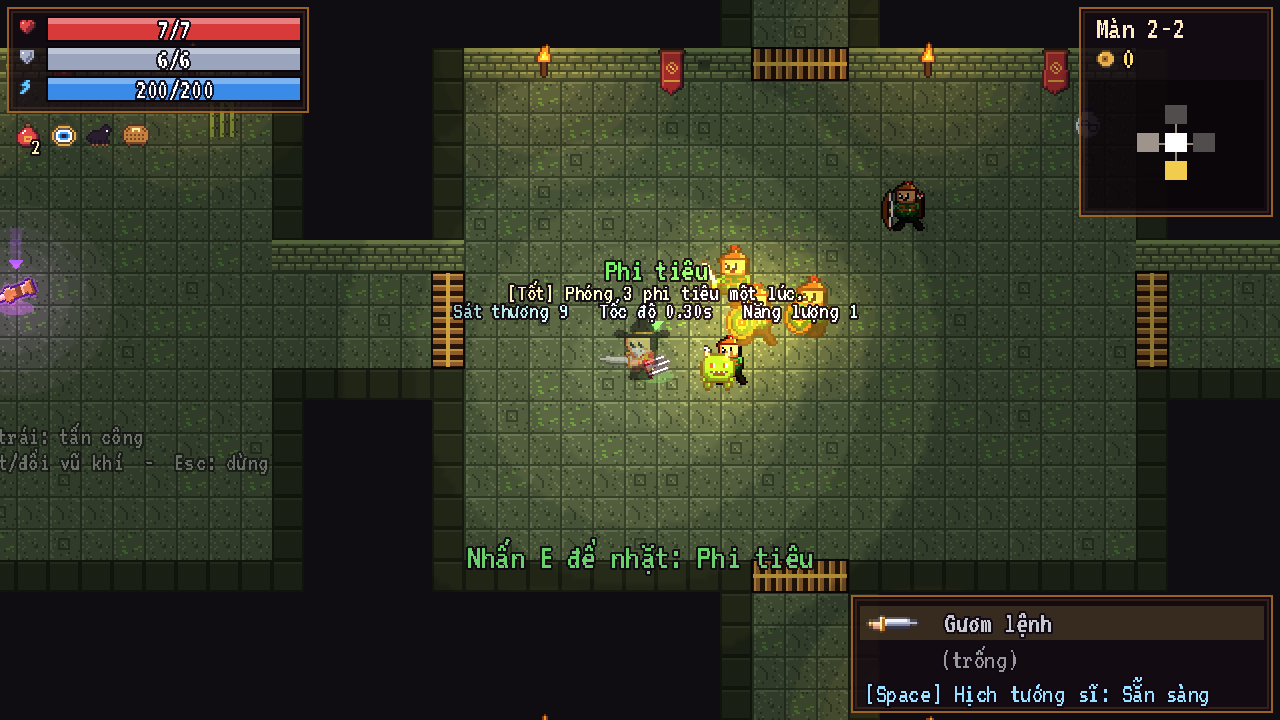 7/7
6/6
200/200
2
Màn 2-2
0
Phi tiêu
[Tốt] Phóng 3 phi tiêu một lúc.
Sát thương 9 Tốc độ 0.30s Năng lượng 1
trái: tấn công
t/đổi vũ khí - Esc: dừng
Nhấn E để nhặt: Phi tiêu
Gươm lệnh
(trống)
[Space] Hịch tướng sĩ: Sẵn sàng